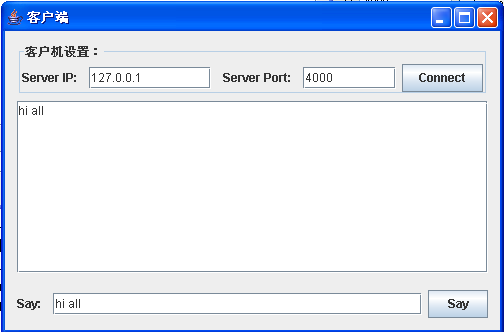 客户端
客户机设置：
Server IP: 127.0.0.1 Server Port: 4000 Connect
hi all
Say: hi all Say